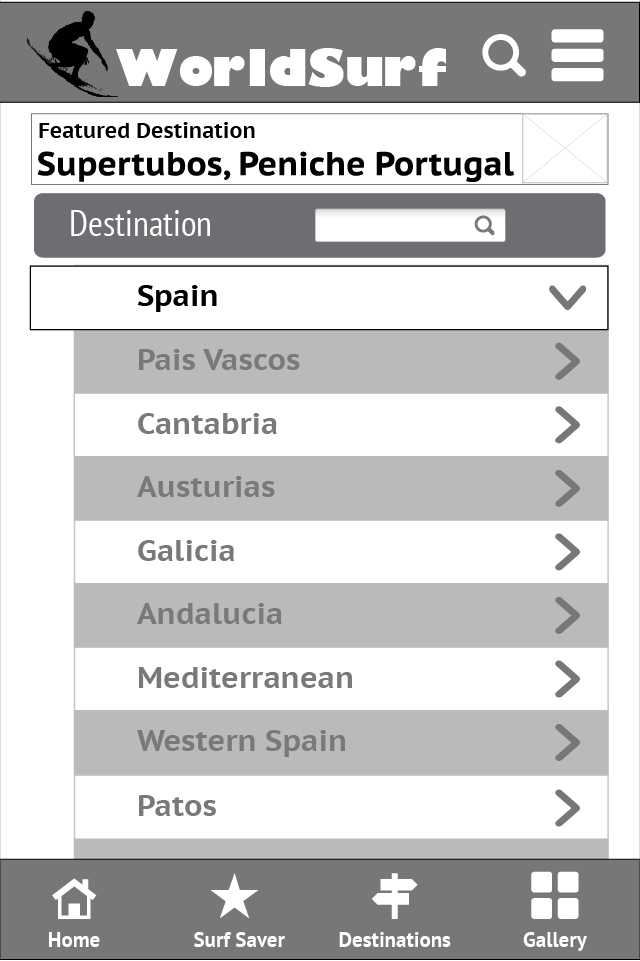 WorldSurf
Featured Destination
Supertubos, Peniche Portugal
Destination
Spain
Pais Vascos
Cantabria
Austurias
Galicia
Andalucia
Mediterranean
Western Spain
Patos
Home
Surf Saver
Destinations
Gallery